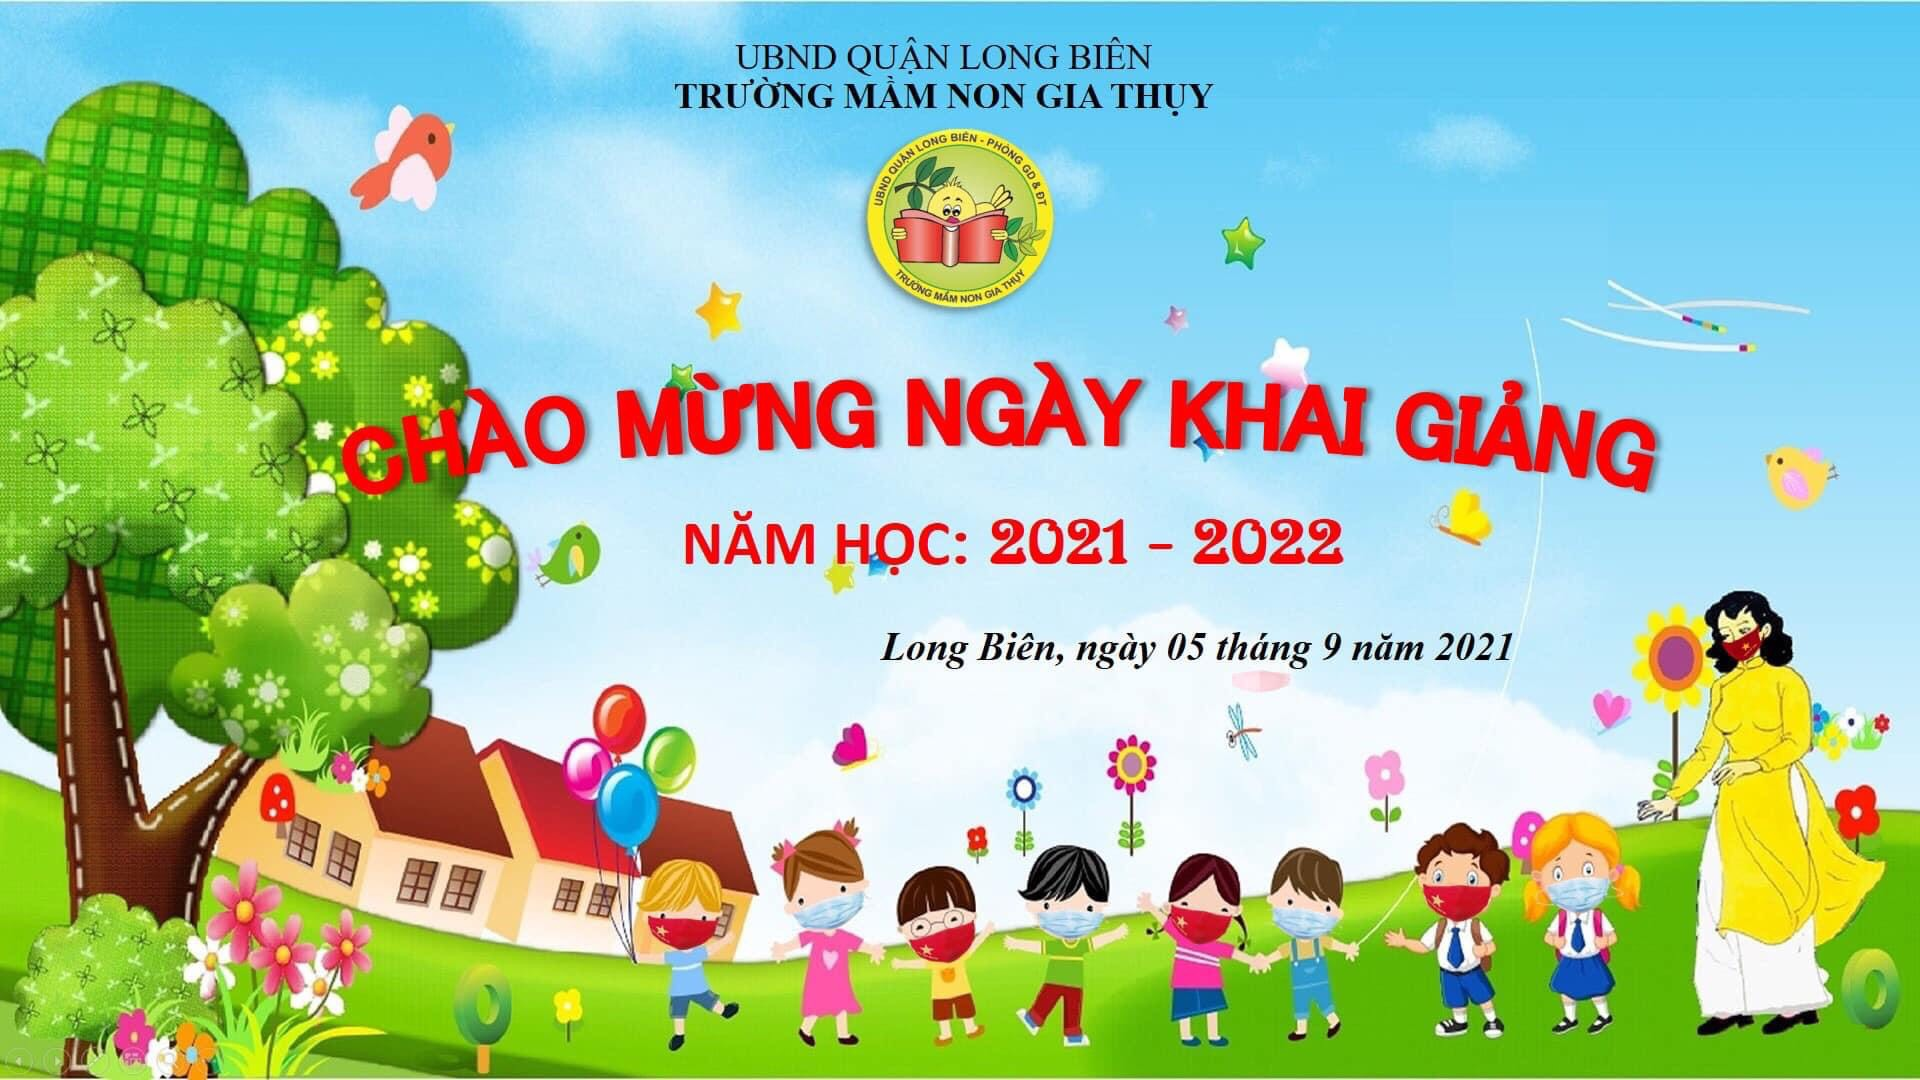 UBND QUẬN LONG BIÊN
TRƯỜNG MẦM NON GIA THỤY
UBND QUẬN LONG BIÊN - PHÒNG GD & ĐT
TRƯỜNG MẦM NON GIA THỤY
CHÀO MỪNG NGÀY KHAI GIẢNG
NĂM HỌC: 2021 - 2022
Long Biên, ngày 05 tháng 9 năm 2021